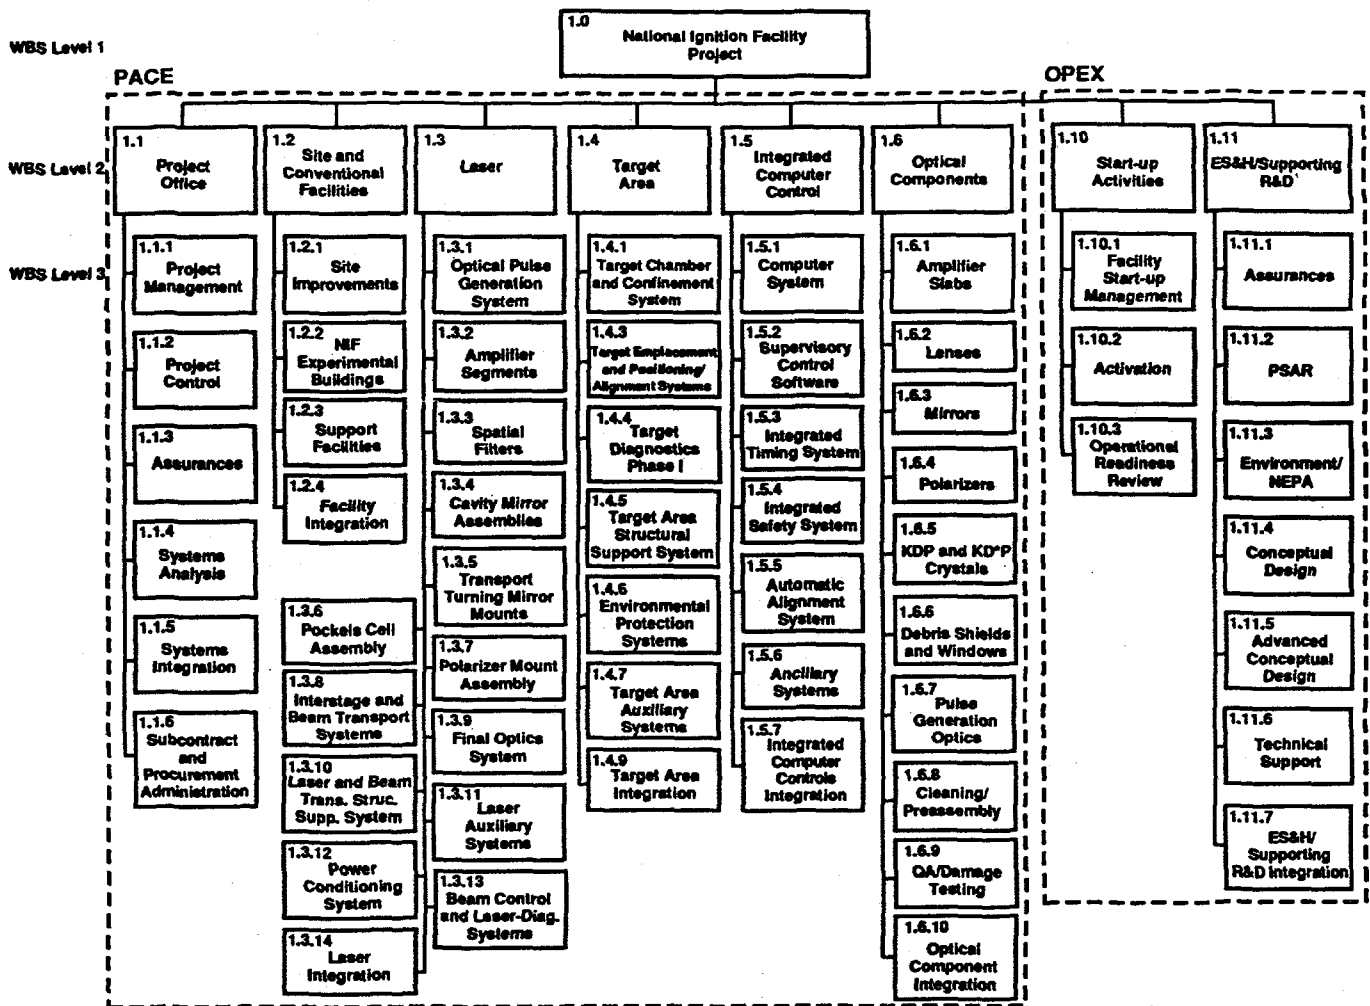 1.0
National Ignition Facility
Project
WBS Level 1
PACE
OPEX
WBS Level 2
1.1
Project
Office
1.2
Site and
Conventional
Facilities
1.3
Laser
1.4
Target
Area
1.5
Integrated
Computer
Control
1.6
Optical
Components
1.10
Start-up
Activities
1.11
ES&H/Supporting
R&D
WBS Level 3
1.1.1
Project
Management
1.1.2
Project
Control
1.1.3
Assurances
1.1.4
Systems
Analysis
1.1.5
Systems
Integration
1.1.6
Subcontract
and
Procurement
Administration
1.2.1
Site
Improvements
1.2.2
NIF
Experimental
Buildings
1.2.3
Support
Facilities
1.2.4
Facility
Integration
1.3.1
Optical Pulse
Generation
System
1.3.2
Amplifier
Segments
1.3.3
Spatial
Filters
1.3.4
Cavity Mirror
Assemblies
1.3.5
Transport
Turning Mirror
Mounts
1.3.6
Pockels Cell
Assembly
1.3.7
Polarizer Mount
Assembly
1.3.8
Interstage and
Beam Transport
Systems
1.3.9
Final Optics
System
1.3.10
Laser and Beam
Trans. Struc.
Supp. System
1.3.11
Laser
Auxiliary
Systems
1.3.12
Power
Conditioning
System
1.3.13
Beam Control
and Laser-Diag.
Systems
1.3.14
Laser
Integration
1.4.1
Target Chamber
and Confinement
System
1.4.3
Target Emplacement
and Positioning/
Alignment Systems
1.4.4
Target
Diagnostics
Phase I
1.4.5
Target Area
Structural
Support System
1.4.6
Environmental
Protection
Systems
1.4.7
Target Area
Auxiliary
Systems
1.4.9
Target Area
Integration
1.5.1
Computer
System
1.5.2
Supervisory
Control
Software
1.5.3
Integrated
Timing System
1.5.4
Integrated
Safety System
1.5.5
Automatic
Alignment
System
1.5.6
Ancillary
Systems
1.5.7
Integrated
Computer
Controls
Integration
1.6.1
Amplifier
Slabs
1.6.2
Lenses
1.6.3
Mirrors
1.6.4
Polarizers
1.6.5
KDP and KD*P
Crystals
1.6.6
Debris Shields
and Windows
1.6.7
Pulse
Generation
Optics
1.6.8
Cleaning/
Preassembly
1.6.9
QA/Damage
Testing
1.6.10
Optical
Component
Integration
1.10.1
Facility
Start-up
Management
1.10.2
Activation
1.10.3
Operational
Readiness
Review
1.11.1
Assurances
1.11.2
PSAR
1.11.3
Environment/
NEPA
1.11.4
Conceptual
Design
1.11.5
Advanced
Conceptual
Design
1.11.6
Technical
Support
1.11.7
ES&H/
Supporting
R&D Integration